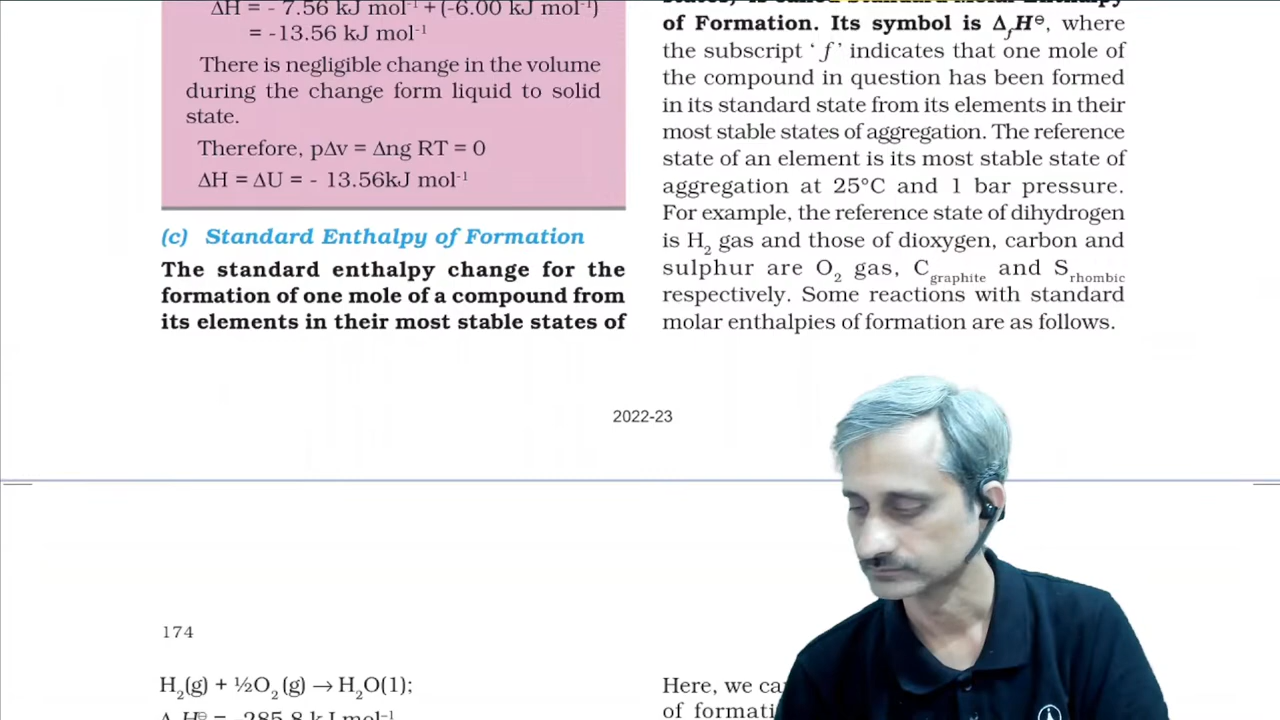 ΔH = - 7.56 kJ mol⁻¹ + (-6.00 kJ mol⁻¹)
= -13.56 kJ mol⁻¹
There is negligible change in the volume
during the change form liquid to solid
state.
Therefore, pΔv = Δng RT = 0
ΔH = ΔU = - 13.56kJ mol⁻¹
(c) Standard Enthalpy of Formation
The standard enthalpy change for the
formation of one mole of a compound from
its elements in their most stable states of
of Formation. Its symbol is ΔfH⊖, where
the subscript ‘ f ’ indicates that one mole of
the compound in question has been formed
in its standard state from its elements in their
most stable states of aggregation. The reference
state of an element is its most stable state of
aggregation at 25°C and 1 bar pressure.
For example, the reference state of dihydrogen
is H₂ gas and those of dioxygen, carbon and
sulphur are O₂ gas, Cgraphite and Srhombic
respectively. Some reactions with standard
molar enthalpies of formation are as follows.
2022-23
174
H₂(g) + ½O₂ (g) → H₂O(1);
= -285.8 kJ mol⁻¹
Here, we
of